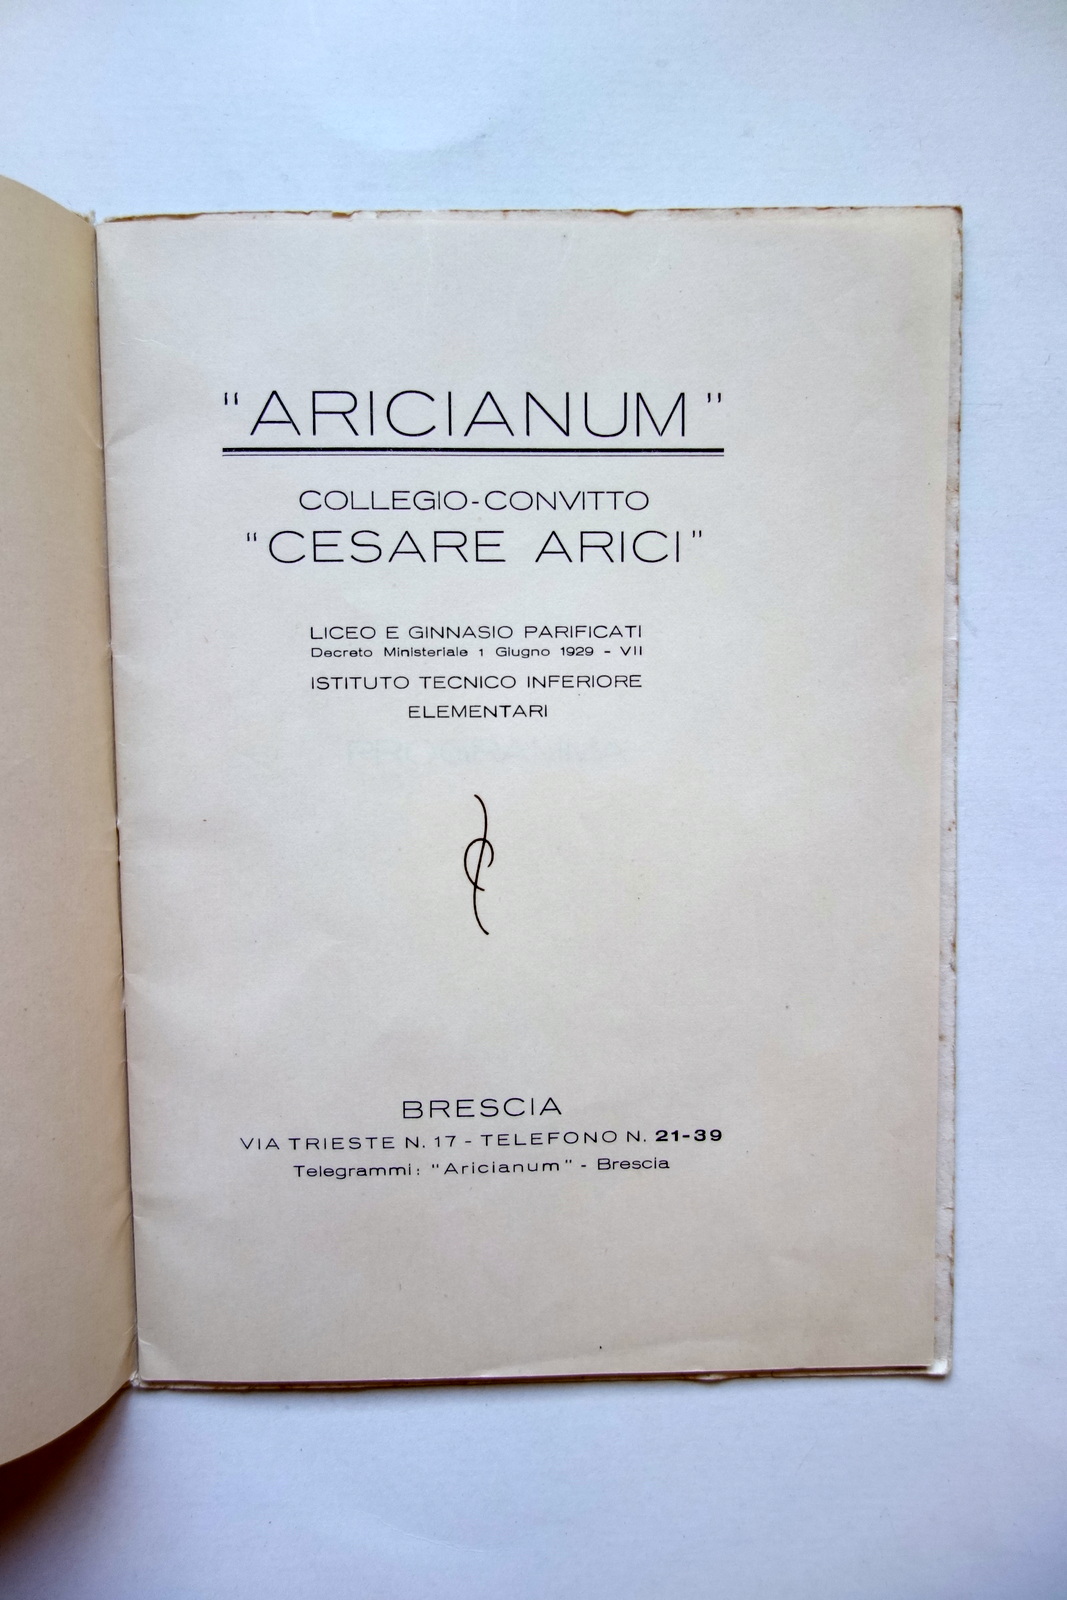 "ARICIANUM"
COLLEGIO-CONVITTO
"CESARE ARICI"
LICEO E GINNASIO PARIFICATI
Decreto Ministeriale 1 Giugno 1929 - VII
ISTITUTO TECNICO INFERIORE
ELEMENTARI
BRESCIA
VIA TRIESTE N. 17 - TELEFONO N. 21-39
Telegrammi: "Aricianum" - Brescia